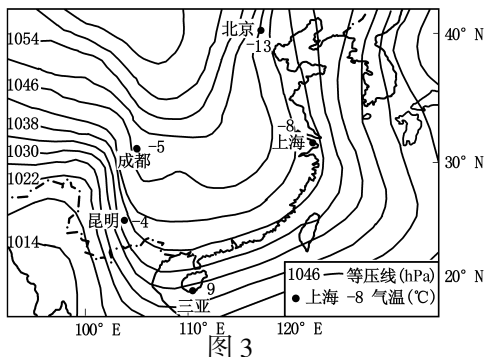 北京
-13
40° N
1054
1046
1038
1030
1022
1014
-5
成都
-8
上海
30° N
昆明
-4
9
三亚
20° N
1046 等压线(hPa)
上海 -8 气温(℃)
100° E
110° E
120° E
图 3